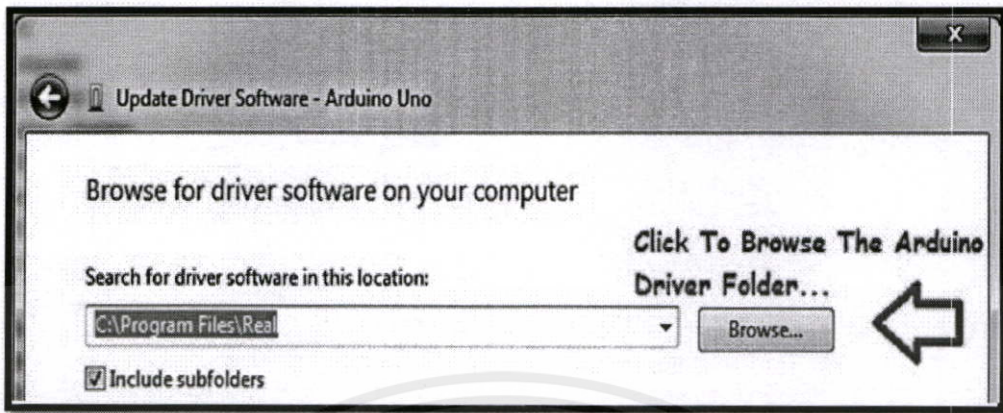 X
Update Driver Software - Arduino Uno
Browse for driver software on your computer
Click To Browse The Arduino
Driver Folder...
Search for driver software in this location:
C:\Program Files\Real
Browse...
Include subfolders